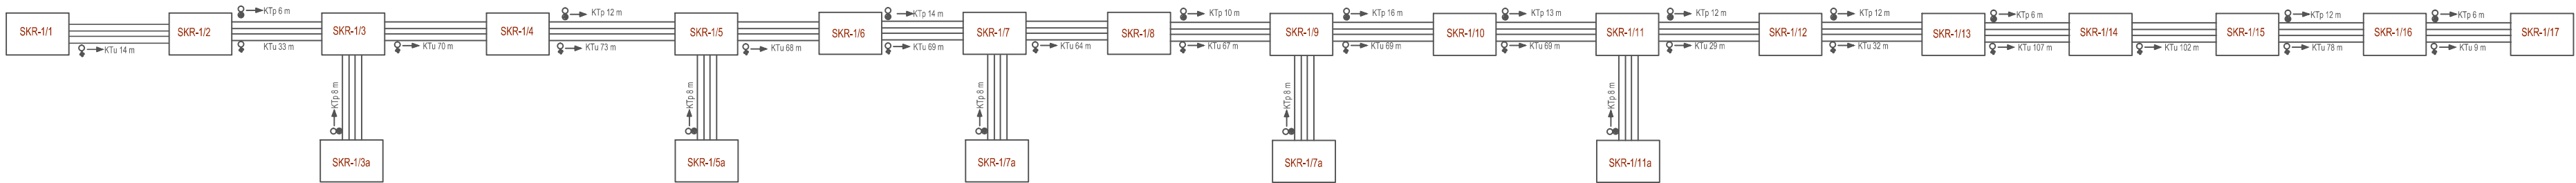 KTp 6 m
KTp 12 m
KTp 14 m
KTp 10 m
KTp 16 m
KTp 13 m
KTp 12 m
KTp 12 m
KTp 6 m
KTp 12 m
KTp 6 m
SKR-1/1
SKR-1/2
SKR-1/3
SKR-1/4
SKR-1/5
SKR-1/6
SKR-1/7
SKR-1/8
SKR-1/9
SKR-1/10
SKR-1/11
SKR-1/12
SKR-1/13
SKR-1/14
SKR-1/15
SKR-1/16
SKR-1/17
KTu 14 m
KTu 33 m
KTu 70 m
KTu 73 m
KTu 68 m
KTu 69 m
KTu 64 m
KTu 67 m
KTu 69 m
KTu 69 m
KTu 29 m
KTu 32 m
KTu 107 m
KTu 102 m
KTu 78 m
KTu 9 m
KTp 8 m
KTp 8 m
KTp 8 m
KTp 8 m
KTp 8 m
SKR-1/3a
SKR-1/5a
SKR-1/7a
SKR-1/7a
SKR-1/11a